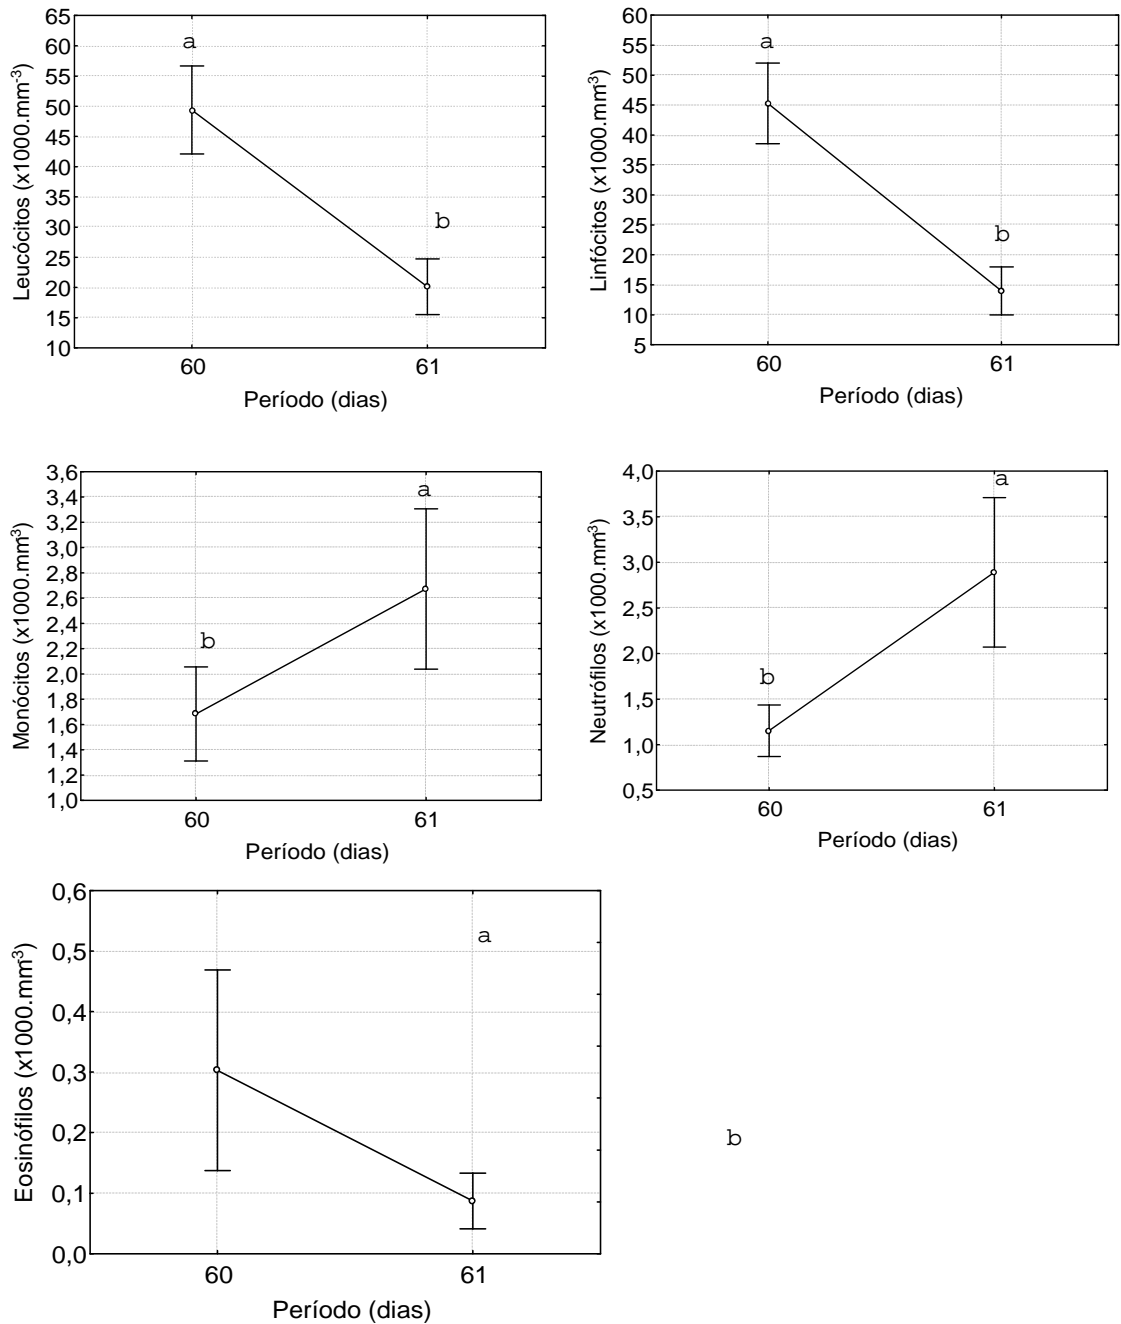 65
60
55
50
45
40
35
30
25
20
15
10
Leucócitos (x1000.mm-3)
a
b
60 61
Período (dias)
60
55
50
45
40
35
30
25
20
15
10
5
Linfócitos (x1000.mm3)
a
b
60 61
Período (dias)
3,6
3,4
3,2
3,0
2,8
2,6
2,4
2,2
2,0
1,8
1,6
1,4
1,2
1,0
Monócitos (x1000.mm3)
a
b
60 61
Período (dias)
4,0
3,5
3,0
2,5
2,0
1,5
1,0
0,5
Neutrófilos (x1000.mm3)
a
b
60 61
Período (dias)
0,6
0,5
0,4
0,3
0,2
0,1
0,0
Eosinófilos (x1000.mm-3)
a
b
60 61
Período (dias)